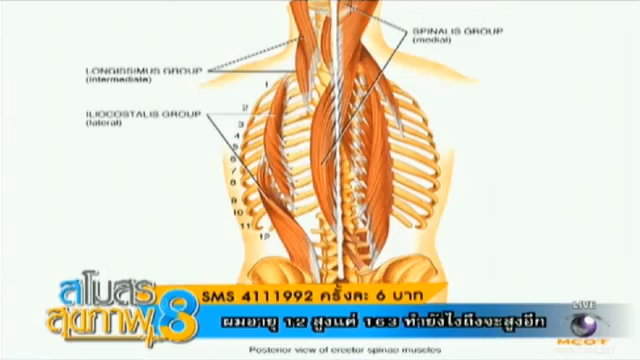 SPINALIS GROUP
(medial)
LONGISSIMUS GROUP
(intermediate)
ILIOCOSTALIS GROUP
(lateral)
1
2
3
4
5
6
7
8
9
10
11
12
สโมสร
สุขภาพ
8
SMS 4111992 ครั้งละ 6 บาท
ผมอายุ 12 สูงแค่ 163 ทำยังไงถึงจะสูงอีก
LIVE
MCOT
Posterior view of erector spinae muscles